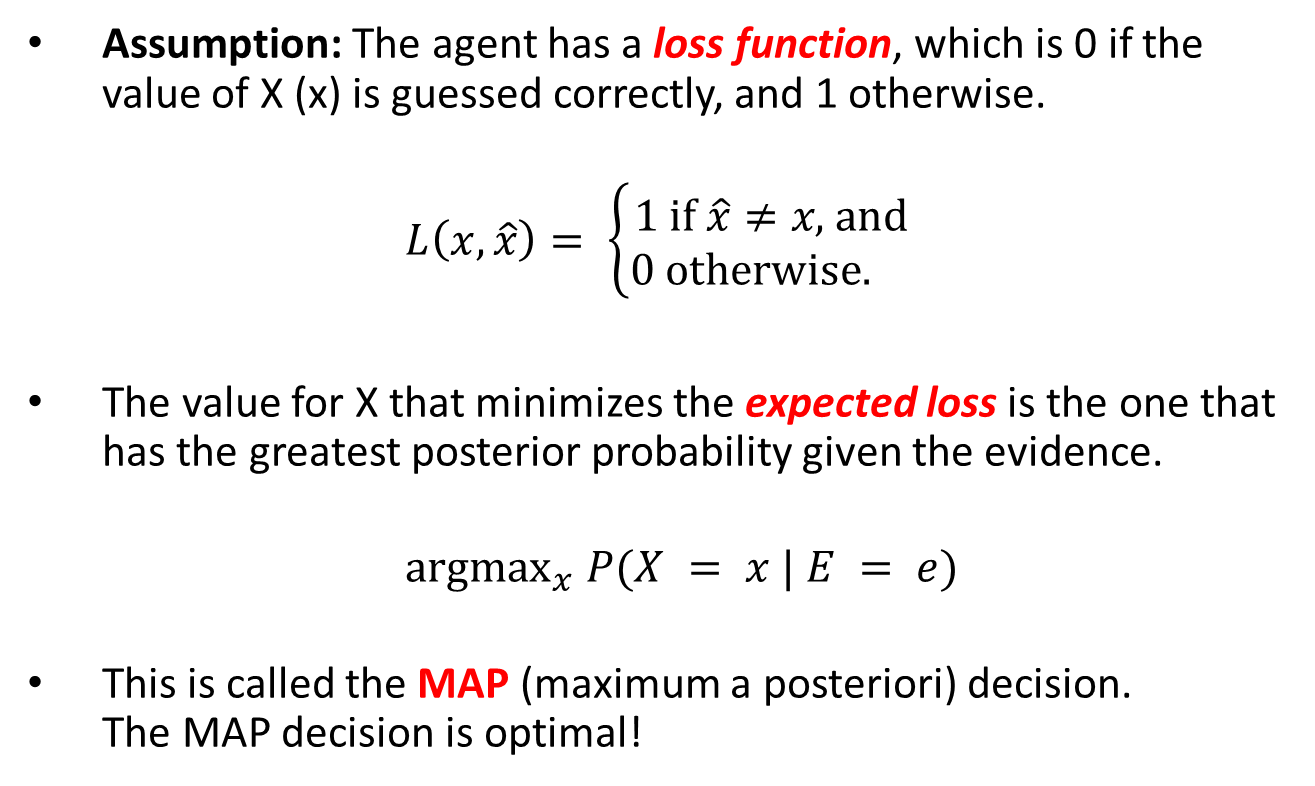 • Assumption: The agent has a loss function, which is 0 if the
value of X (x) is guessed correctly, and 1 otherwise.
L(x, x̂) = { 1 if x̂ ≠ x, and
0 otherwise.
• The value for X that minimizes the expected loss is the one that
has the greatest posterior probability given the evidence.
argmaxₓ P(X = x | E = e)
• This is called the MAP (maximum a posteriori) decision.
The MAP decision is optimal!